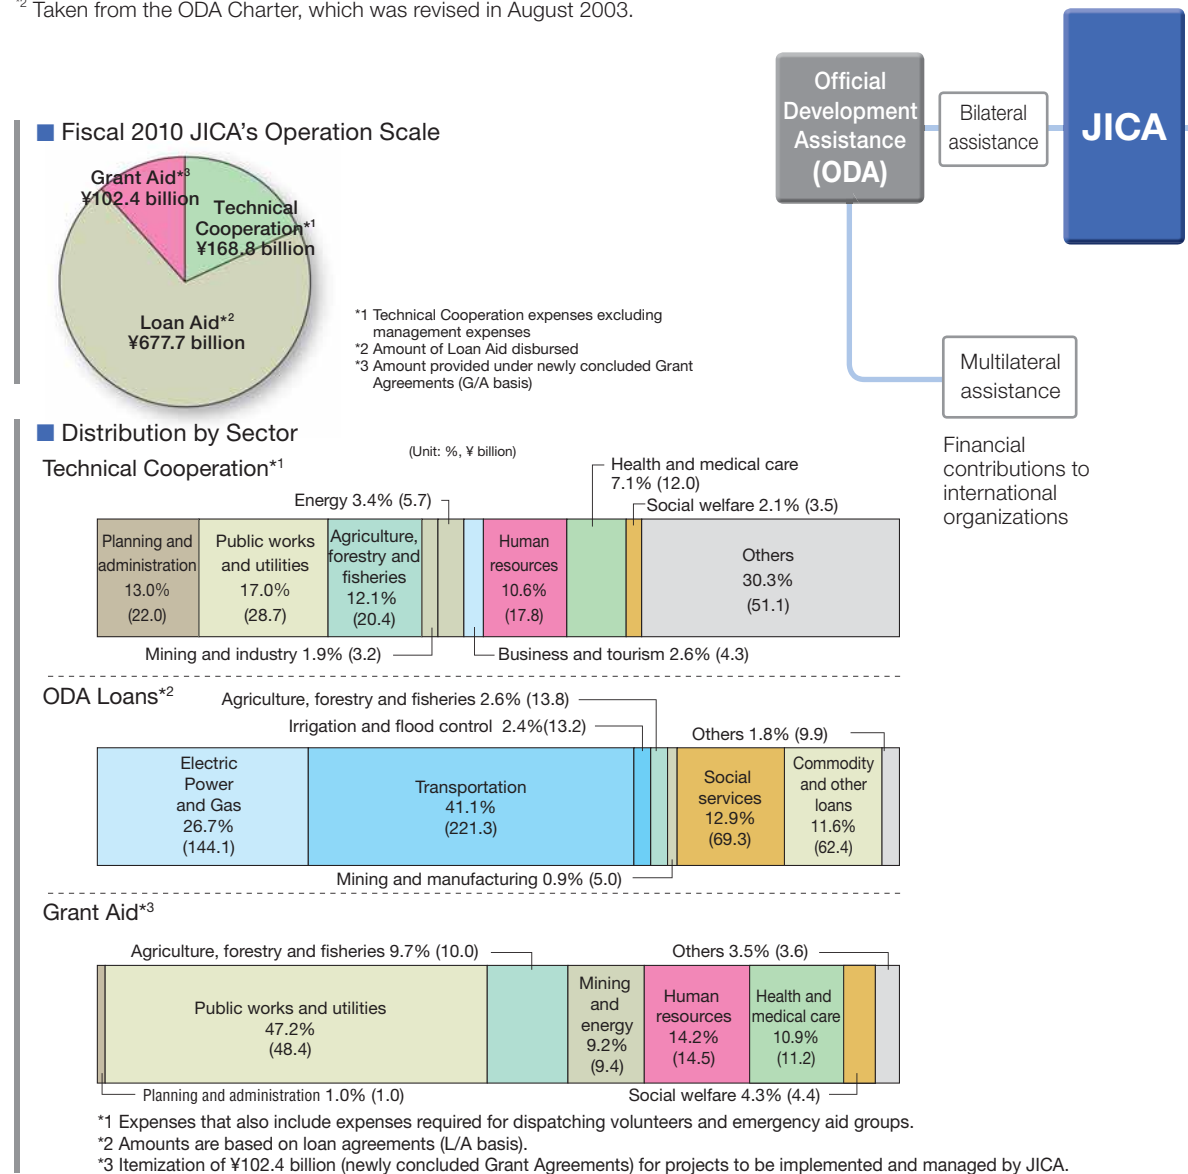 *2 Taken from the ODA Charter, which was revised in August 2003.
Official
Development
Assistance
(ODA)
Bilateral
assistance
JICA
Multilateral
assistance
Financial
contributions to
international
organizations
Fiscal 2010 JICA's Operation Scale
Grant Aid*3
¥102.4 billion
Technical
Cooperation*1
¥168.8 billion
Loan Aid*2
¥677.7 billion
*1 Technical Cooperation expenses excluding
management expenses
*2 Amount of Loan Aid disbursed
*3 Amount provided under newly concluded Grant
Agreements (G/A basis)
Distribution by Sector
(Unit: %, ¥ billion)
Technical Cooperation*1
Health and medical care
7.1% (12.0)
Energy 3.4% (5.7)
Social welfare 2.1% (3.5)
Planning and
administration
13.0%
(22.0)
Public works
and utilities
17.0%
(28.7)
Agriculture,
forestry and
fisheries
12.1%
(20.4)
Human
resources
10.6%
(17.8)
Others
30.3%
(51.1)
Mining and industry 1.9% (3.2)
Business and tourism 2.6% (4.3)
ODA Loans*2
Agriculture, forestry and fisheries 2.6% (13.8)
Irrigation and flood control 2.4%(13.2)
Others 1.8% (9.9)
Electric
Power
and Gas
26.7%
(144.1)
Transportation
41.1%
(221.3)
Social
services
12.9%
(69.3)
Commodity
and other
loans
11.6%
(62.4)
Mining and manufacturing 0.9% (5.0)
Grant Aid*3
Agriculture, forestry and fisheries 9.7% (10.0)
Others 3.5% (3.6)
Public works and utilities
47.2%
(48.4)
Mining
and
energy
9.2%
(9.4)
Human
resources
14.2%
(14.5)
Health and
medical care
10.9%
(11.2)
Planning and administration 1.0% (1.0)
Social welfare 4.3% (4.4)
*1 Expenses that also include expenses required for dispatching volunteers and emergency aid groups.
*2 Amounts are based on loan agreements (L/A basis).
*3 Itemization of ¥102.4 billion (newly concluded Grant Agreements) for projects to be implemented and managed by JICA.